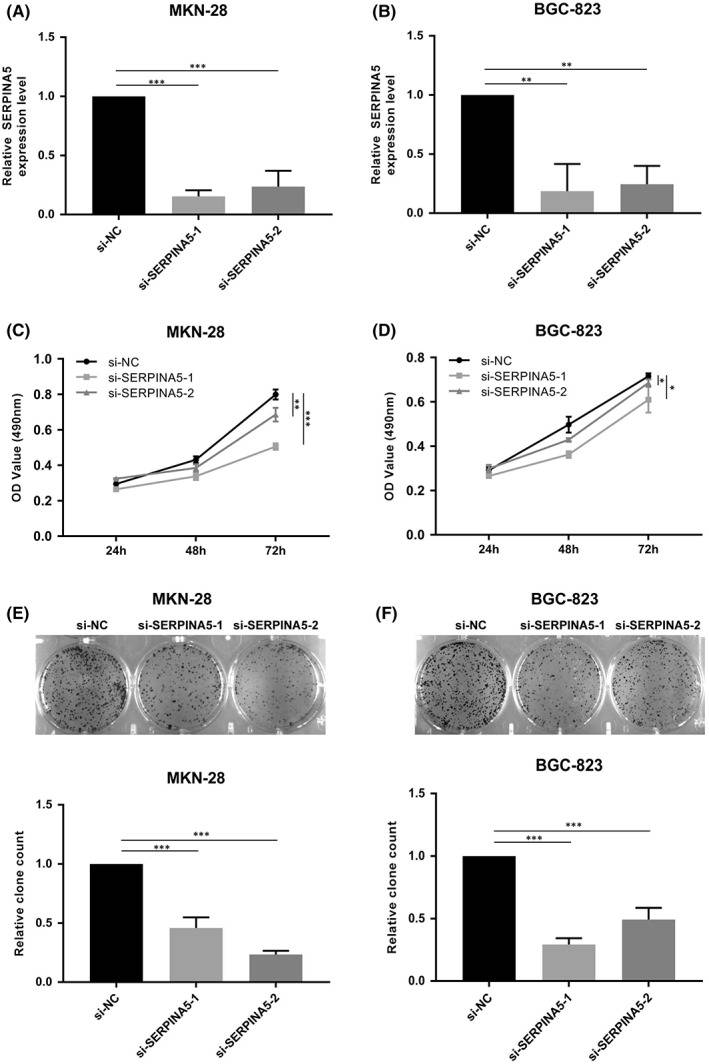 (A)
MKN-28
Relative SERPINA5
expression level
1.5
1.0
0.5
0.0
***
***
si-NC
si-SERPINA5-1
si-SERPINA5-2
(B)
BGC-823
Relative SERPINA5
expression level
1.5
1.0
0.5
0.0
**
**
si-NC
si-SERPINA5-1
si-SERPINA5-2
(C)
MKN-28
OD Value (490nm)
1.0
0.8
0.6
0.4
0.2
0.0
si-NC
si-SERPINA5-1
si-SERPINA5-2
**
***
24h
48h
72h
(D)
BGC-823
OD Value (490nm)
0.8
0.6
0.4
0.2
0.0
si-NC
si-SERPINA5-1
si-SERPINA5-2
*
*
24h
48h
72h
(E)
MKN-28
si-NC
si-SERPINA5-1
si-SERPINA5-2
MKN-28
Relative clone count
1.5
1.0
0.5
0.0
***
***
si-NC
si-SERPINA5-1
si-SERPINA5-2
(F)
BGC-823
si-NC
si-SERPINA5-1
si-SERPINA5-2
BGC-823
Relative clone count
1.5
1.0
0.5
0.0
***
***
si-NC
si-SERPINA5-1
si-SERPINA5-2